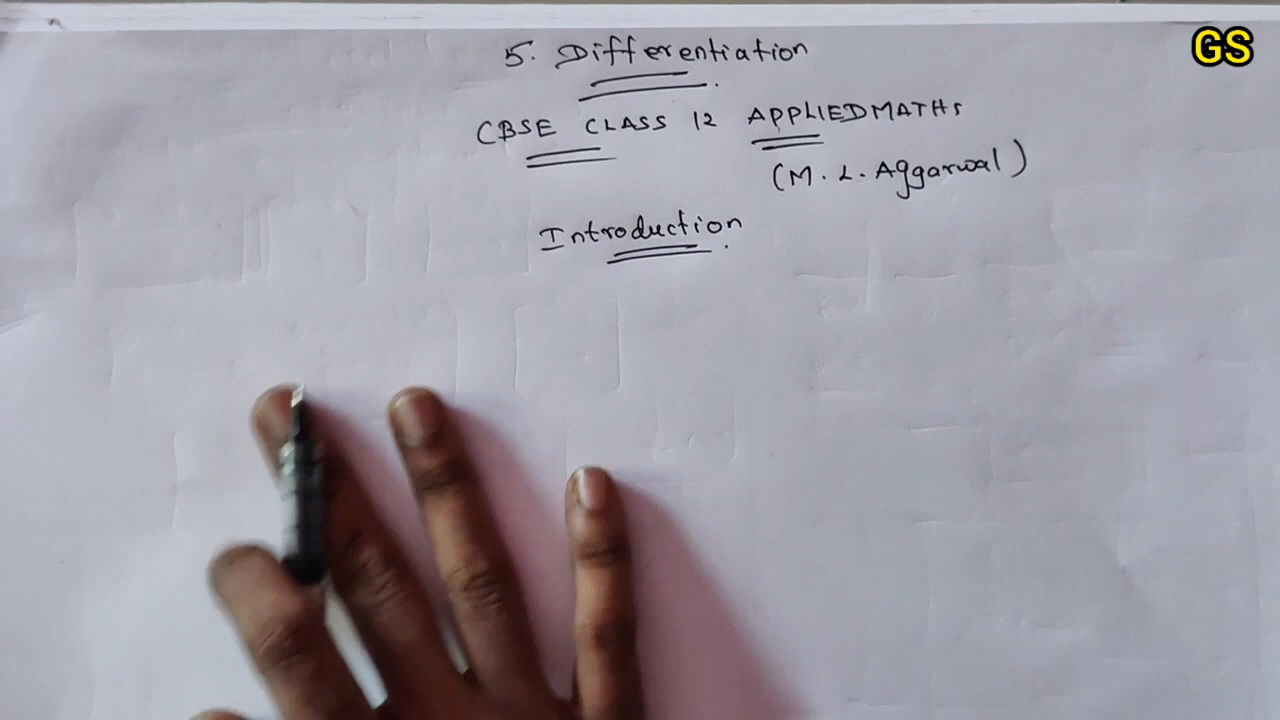 GS
5. Differentiation
CBSE CLASS 12 APPLIEDMATHS
(M. L. Aggarwal)
Introduction